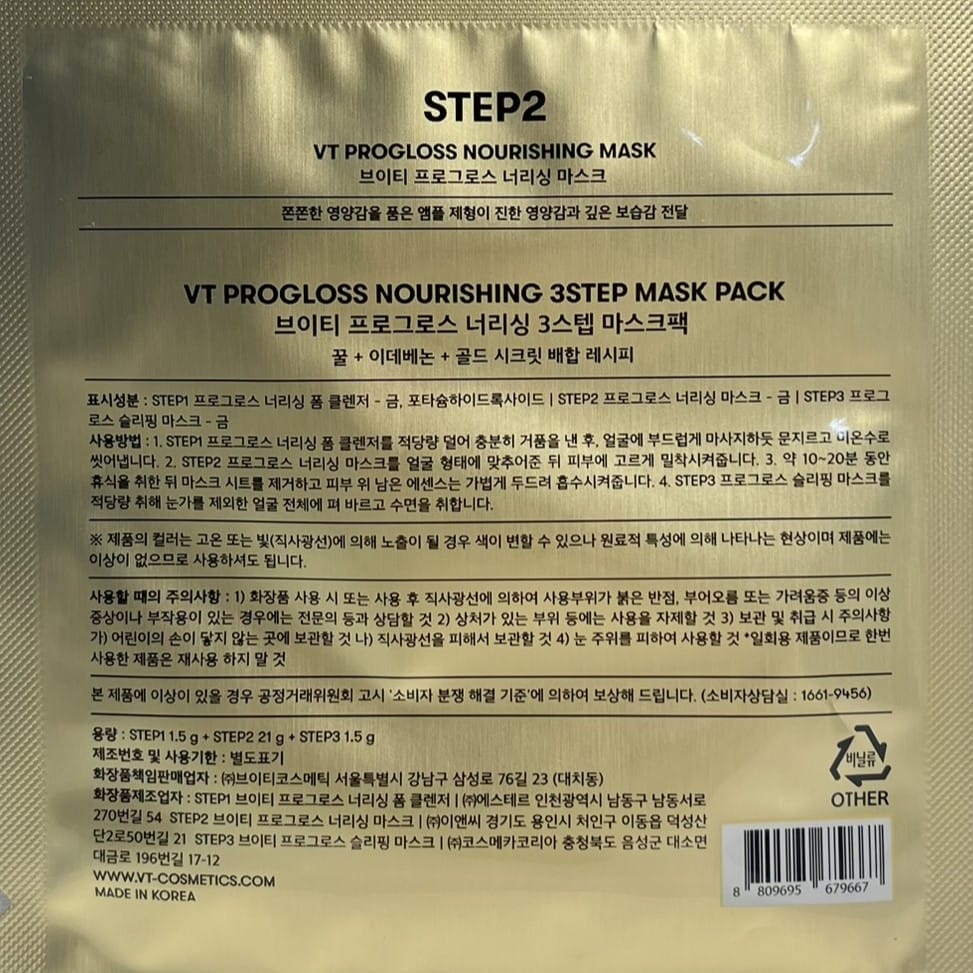 STEP2
VT PROGLOSS NOURISHING MASK
브이티 프로그로스 너리싱 마스크
쫀쫀한 영양감을 품은 앰플 제형이 진한 영양감과 깊은 보습감 전달
VT PROGLOSS NOURISHING 3STEP MASK PACK
브이티 프로그로스 너리싱 3스텝 마스크팩
꿀 + 이데베논 + 골드 시크릿 배합 레시피
표시성분 : STEP1 프로그로스 너리싱 폼 클렌저 - 금, 포타슘하이드록사이드 | STEP2 프로그로스 너리싱 마스크 - 금 | STEP3 프로그
로스 슬리핑 마스크 - 금
사용방법 : 1. STEP1 프로그로스 너리싱 폼 클렌저를 적당량 덜어 충분히 거품을 낸 후, 얼굴에 부드럽게 마사지하듯 문지르고 미온수로
씻어냅니다. 2. STEP2 프로그로스 너리싱 마스크를 얼굴 형태에 맞추어준 뒤 피부에 고르게 밀착시켜줍니다. 3. 약 10~20분 동안
휴식을 취한 뒤 마스크 시트를 제거하고 피부 위 남은 에센스는 가볍게 두드려 흡수시켜줍니다. 4. STEP3 프로그로스 슬리핑 마스크를
적당량 취해 눈가를 제외한 얼굴 전체에 펴 바르고 수면을 취합니다.
※ 제품의 컬러는 고온 또는 빛(직사광선)에 의해 노출이 될 경우 색이 변할 수 있으나 원료적 특성에 의해 나타나는 현상이며 제품에는
이상이 없으므로 사용하셔도 됩니다.
사용할 때의 주의사항 : 1) 화장품 사용 시 또는 사용 후 직사광선에 의하여 사용부위가 붉은 반점, 부어오름 또는 가려움증 등의 이상
증상이나 부작용이 있는 경우에는 전문의 등과 상담할 것 2) 상처가 있는 부위 등에는 사용을 자제할 것 3) 보관 및 취급 시 주의사항
가) 어린이의 손이 닿지 않는 곳에 보관할 것 나) 직사광선을 피해서 보관할 것 4) 눈 주위를 피하여 사용할 것 *일회용 제품이므로 한번
사용한 제품은 재사용 하지 말 것
본 제품에 이상이 있을 경우 공정거래위원회 고시 '소비자 분쟁 해결 기준'에 의하여 보상해 드립니다. (소비자상담실 : 1661-9456)
용량 : STEP1 1.5 g + STEP2 21 g + STEP3 1.5 g
제조번호 및 사용기한 : 별도표기
화장품책임판매업자 : ㈜브이티코스메틱 서울특별시 강남구 삼성로 76길 23 (대치동)
화장품제조업자 : STEP1 브이티 프로그로스 너리싱 폼 클렌저 | ㈜에스테르 인천광역시 남동구 남동서로
270번길 54 STEP2 브이티 프로그로스 너리싱 마스크 | ㈜이앤씨 경기도 용인시 처인구 이동읍 덕성산
단2로50번길 21 STEP3 브이티 프로그로스 슬리핑 마스크 | ㈜코스메카코리아 충청북도 음성군 대소면
대금로 196번길 17-12
WWW.VT-COSMETICS.COM
MADE IN KOREA
비닐류
OTHER
8 809695 679667